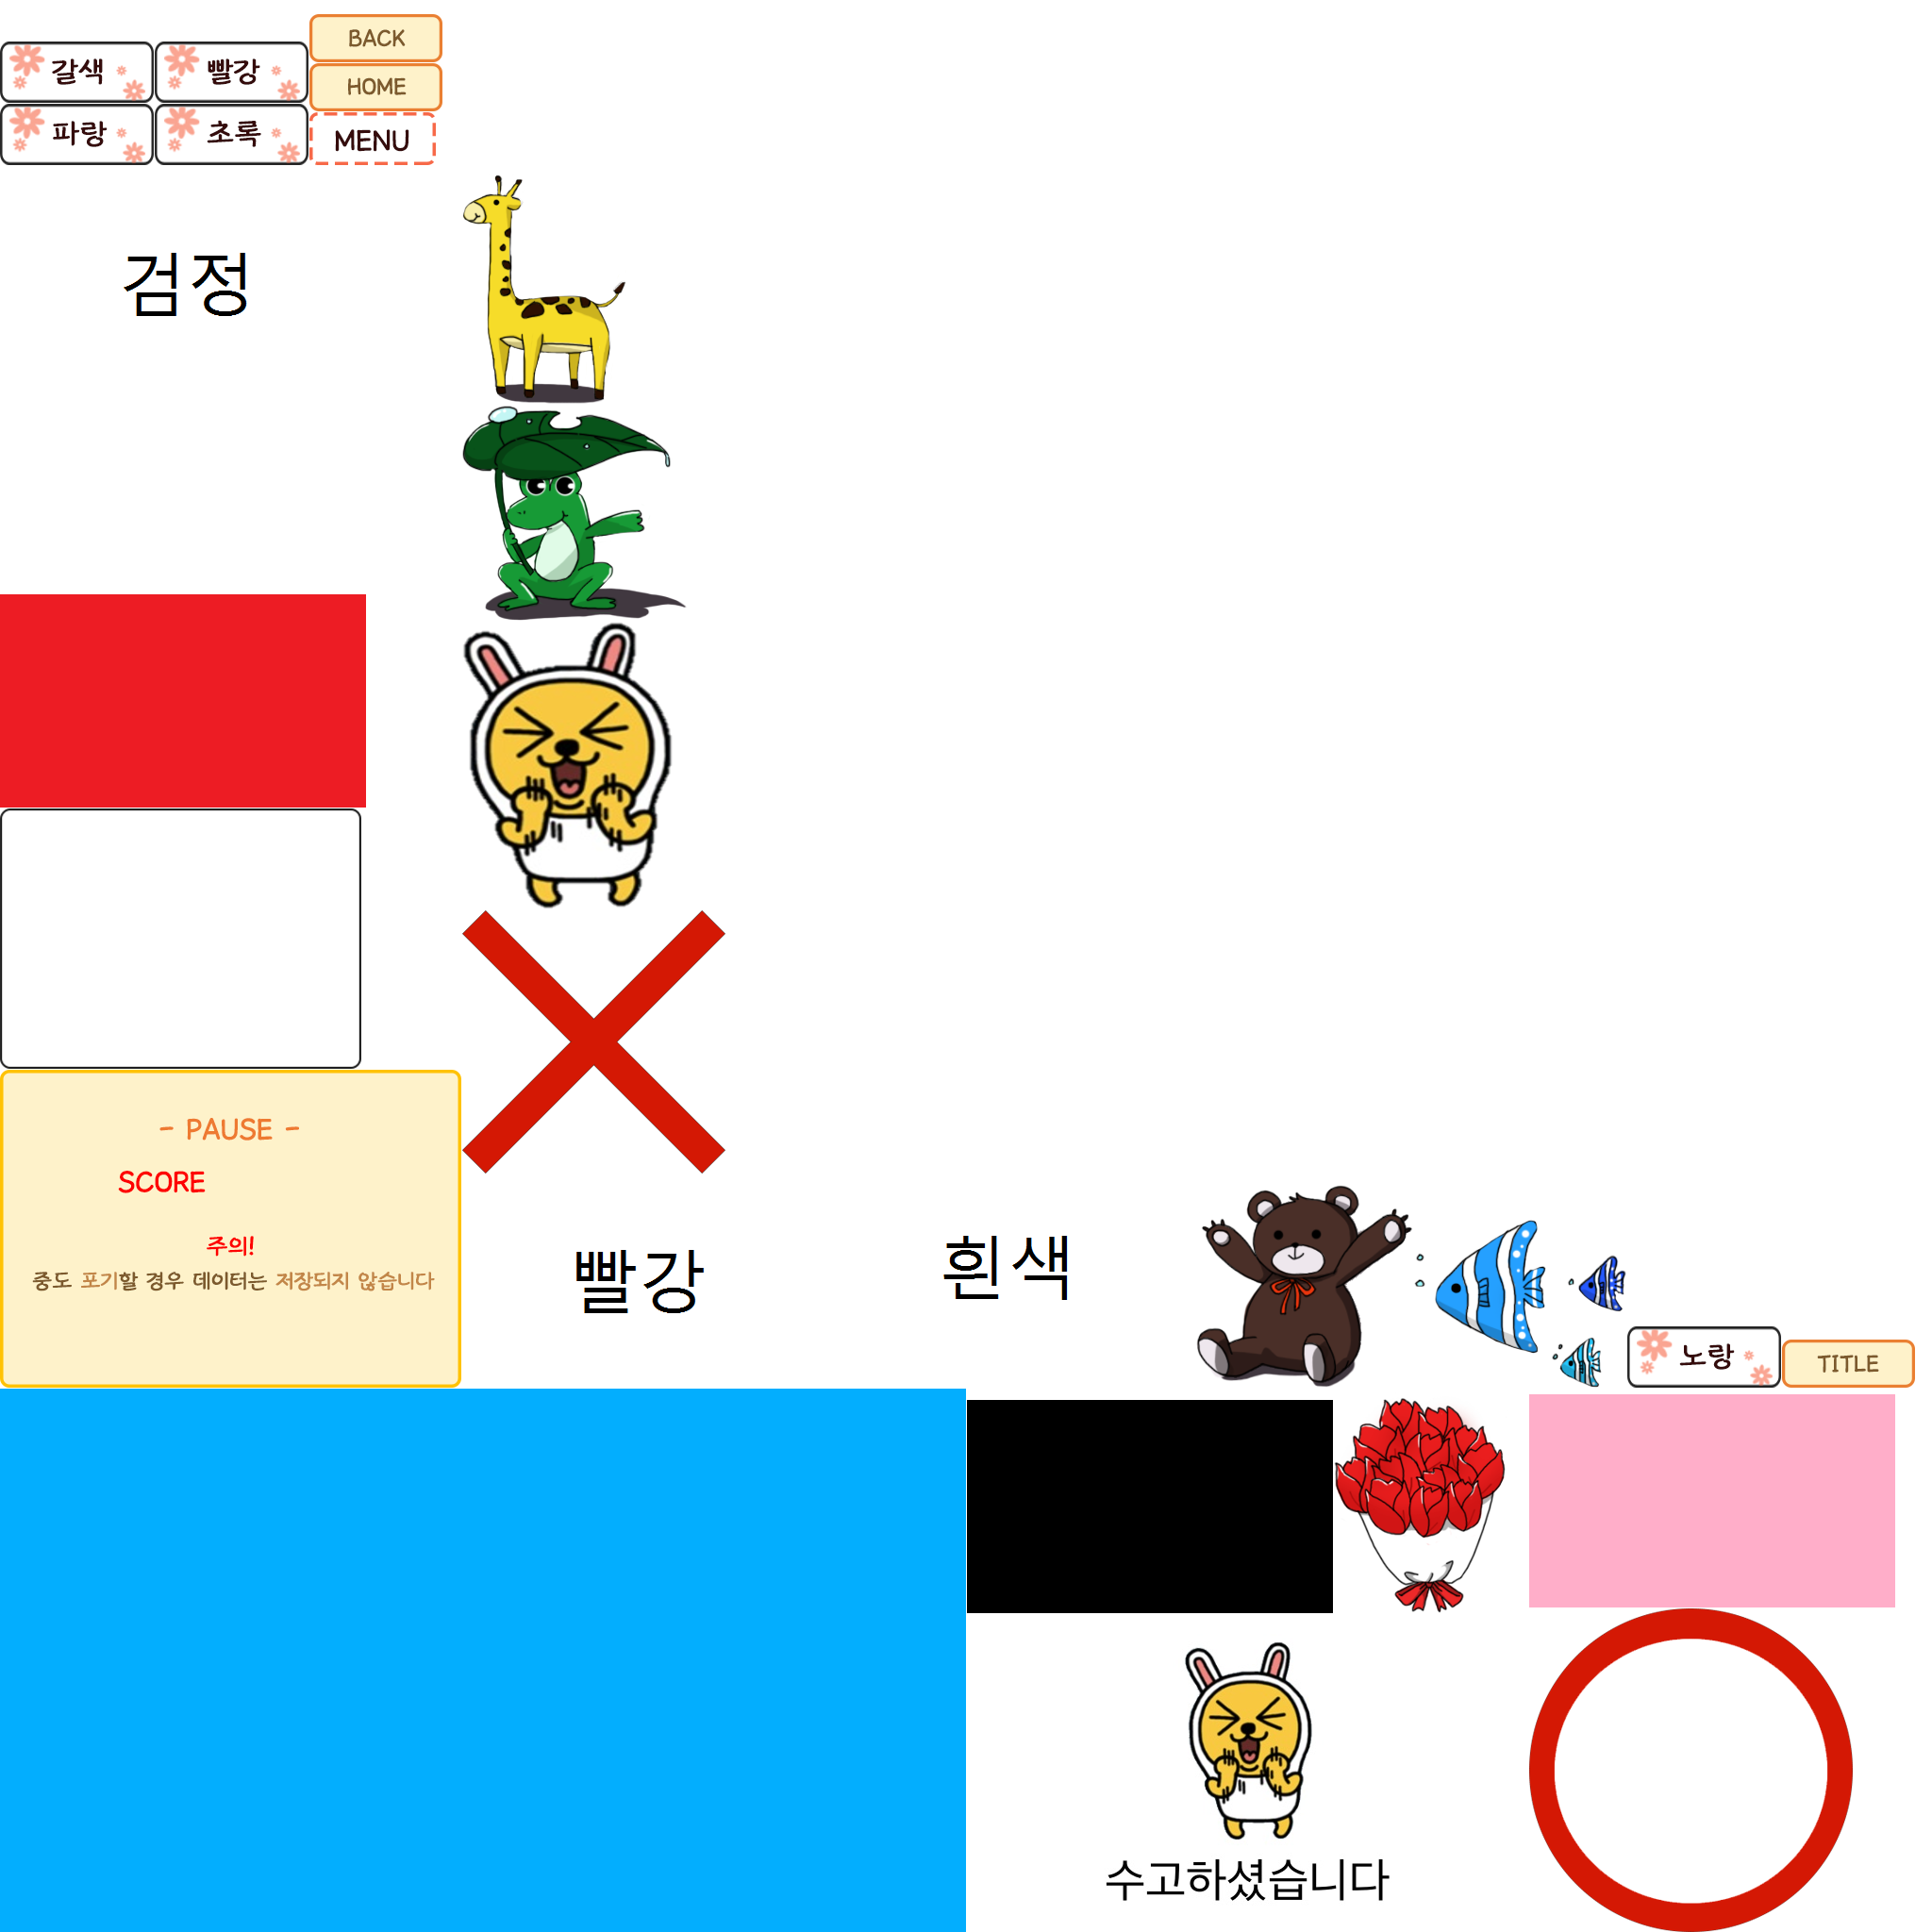 BACK
갈색
빨강
HOME
파랑
초록
MENU
검정
- PAUSE -
SCORE
주의!
중도 포기할 경우 데이터는 저장되지 않습니다
빨강
흰색
노랑
TITLE
수고하셨습니다